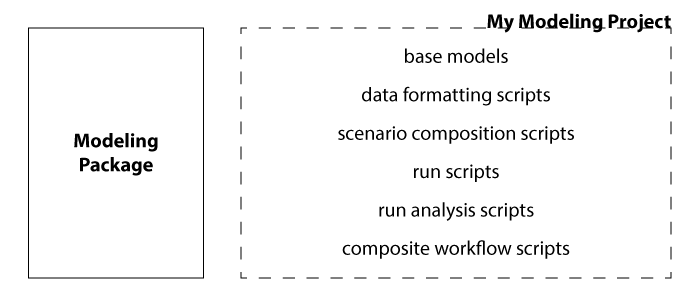 My Modeling Project
Modeling
Package
base models
data formatting scripts
scenario composition scripts
run scripts
run analysis scripts
composite workflow scripts